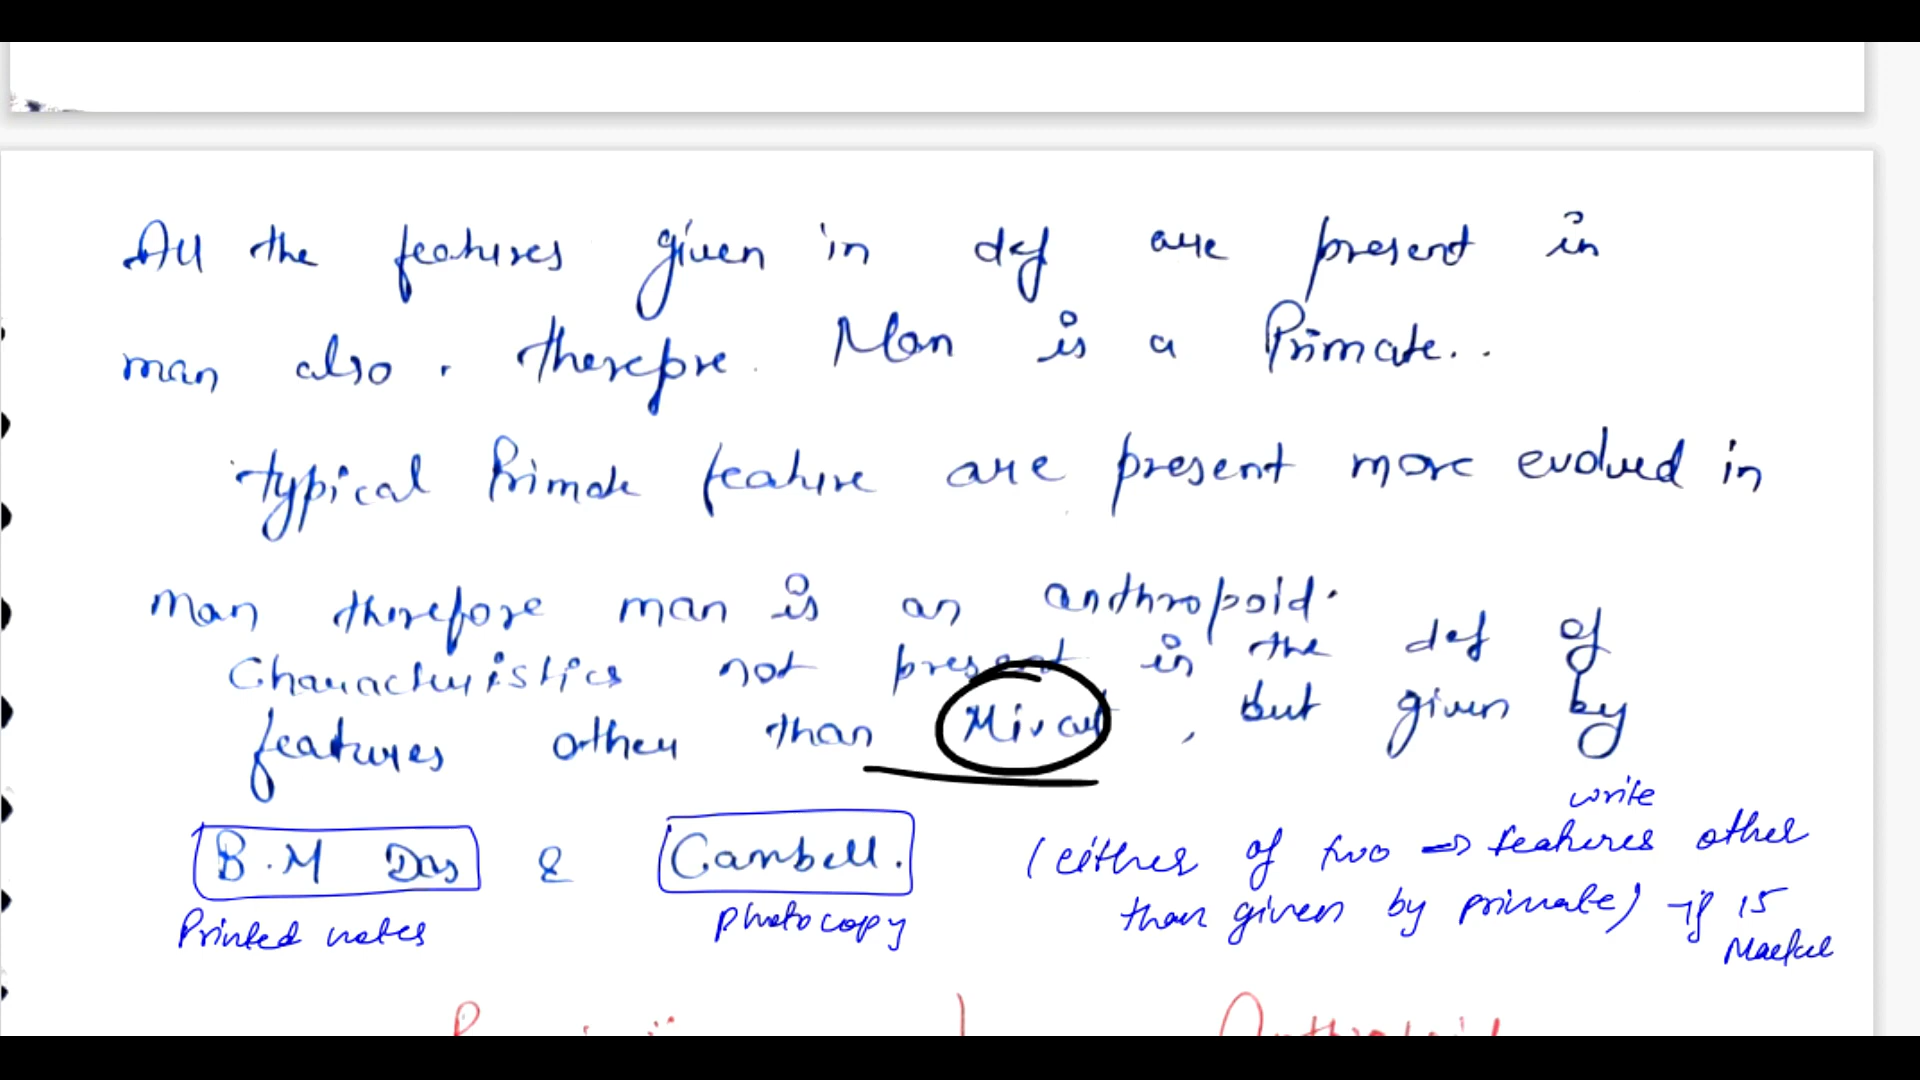 All the features given in def are present in
man also. therefore Man is a Primate..
typical Primate feature are present more evolved in
man therefore man is an anthropoid.
Characteristics not present in the def of
features other than , but given by
B.M Das & Cambell. (either of two => write features other
than given by primate) if 15
Printed notes photocopy